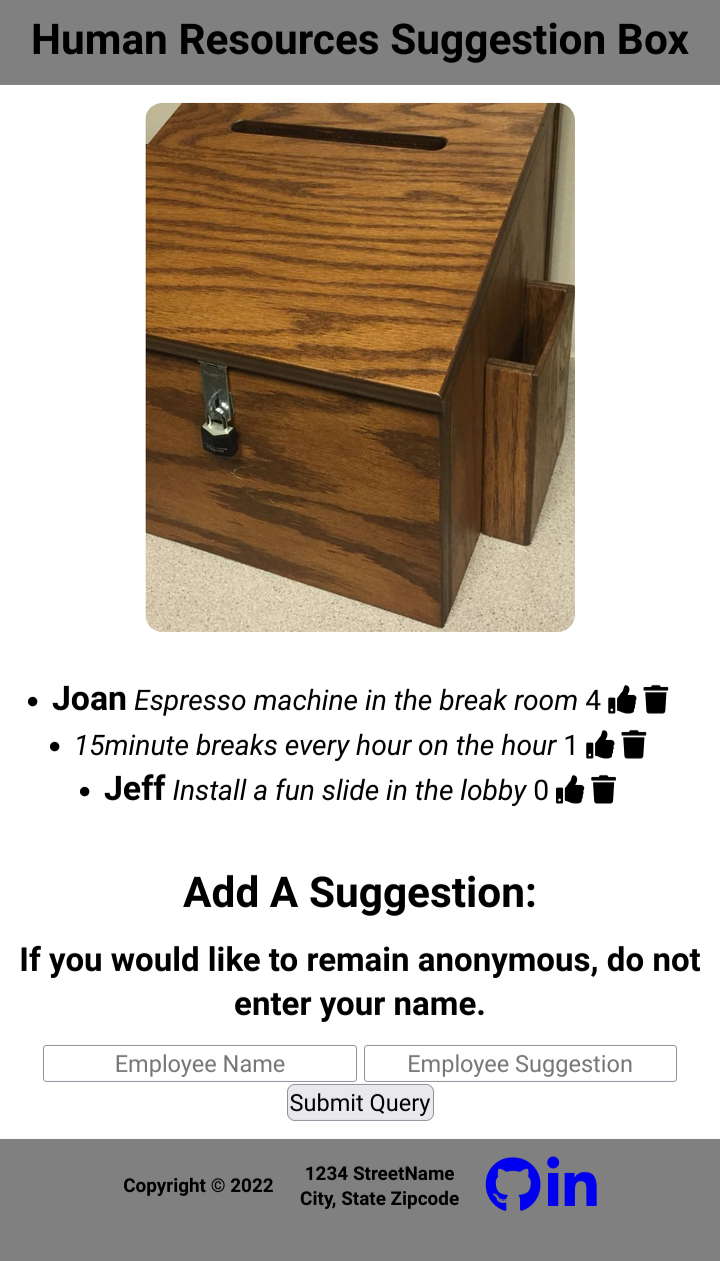 Human Resources Suggestion Box
Joan Espresso machine in the break room 4
15minute breaks every hour on the hour 1
Jeff Install a fun slide in the lobby 0
Add A Suggestion:
If you would like to remain anonymous, do not
enter your name.
Employee Name Employee Suggestion
Submit Query
Copyright © 2022
1234 StreetName
City, State Zipcode
in